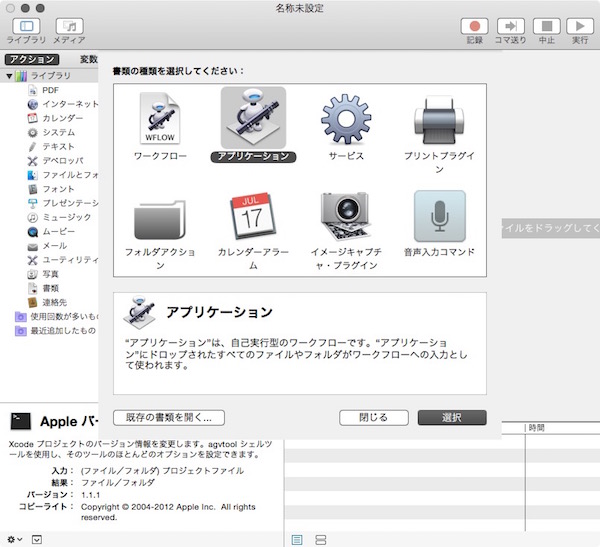 名称未設定
ライブラリ
メディア
記録
コマ送り
中止
実行
アクション
変数
ライブラリ
PDF
インターネット
カレンダー
システム
テキスト
デベロッパ
ファイルとフォ
フォント
プレゼンテーシ
ミュージック
ムービー
メール
ユーティリティ
写真
書類
連絡先
使用回数が多いもの
最近追加したもの
書類の種類を選択してください：
WFLOW
ワークフロー
アプリケーション
サービス
プリントプラグイ
ン
フォルダアクショ
ン
JUL
17
カレンダーアラー
ム
イメージキャプチ
ャ・プラグイン
音声入力コマンド
ァイルをドラッグしてく
アプリケーション
“アプリケーション”は、自己実行型のワークフローです。“アプリケーショ
ン”にドロップされたすべてのファイルやフォルダがワークフローへの入力とし
て使われます。
既存の書類を開く...
閉じる
選択
時間
Apple バー
Xcode プロジェクトのバージョン情報を変更します。agvtool シェルツ
ールを使用し、そのツールのほとんどのオプションを設定できます。
入力： (ファイル／フォルダ) プロジェクトファイル
結果： ファイル／フォルダ
バージョン： 1.1.1
コピーライト： Copyright © 2004-2012 Apple Inc. All rights
reserved.